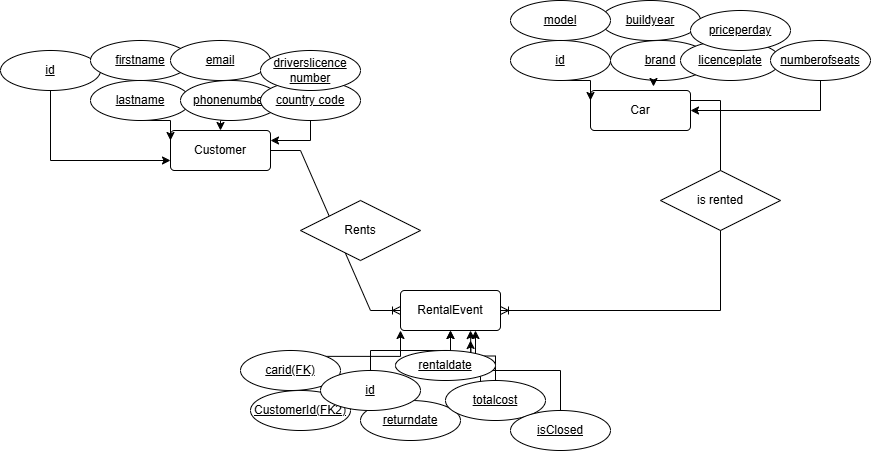 model
buildyear
priceperday
firstname
email
id
driverslicence
number
id
brand
licenceplate
numberofseats
lastname
phonenumbe
country code
Car
Customer
is rented
Rents
RentalEvent
carid(FK)
rentaldate
id
totalcost
CustomerId(FK2)
returndate
isClosed